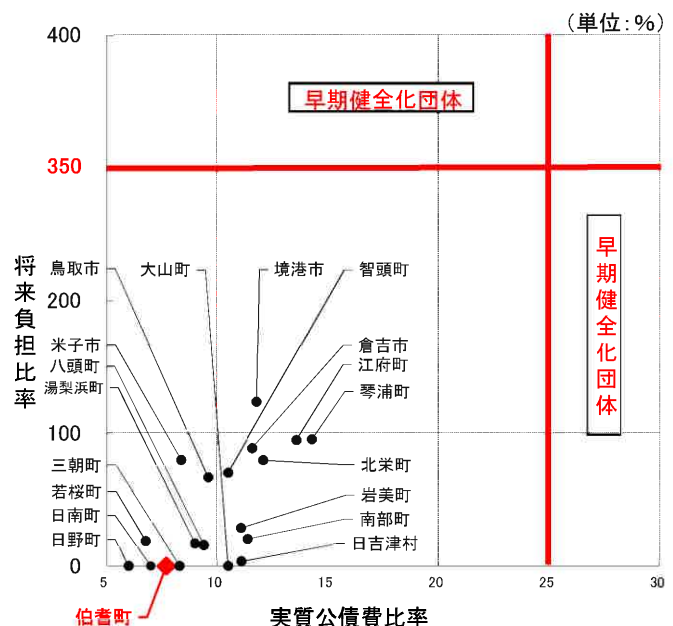 (単位:%)
400
早期健全化団体
350
早期健全化団体
将来負担比率
鳥取市
大山町
境港市
智頭町
200
米子市
倉吉市
八頭町
江府町
湯梨浜町
琴浦町
100
三朝町
北栄町
若桜町
岩美町
日南町
南部町
日野町
日吉津村
0
5
10
15
20
25
30
伯耆町
実質公債費比率